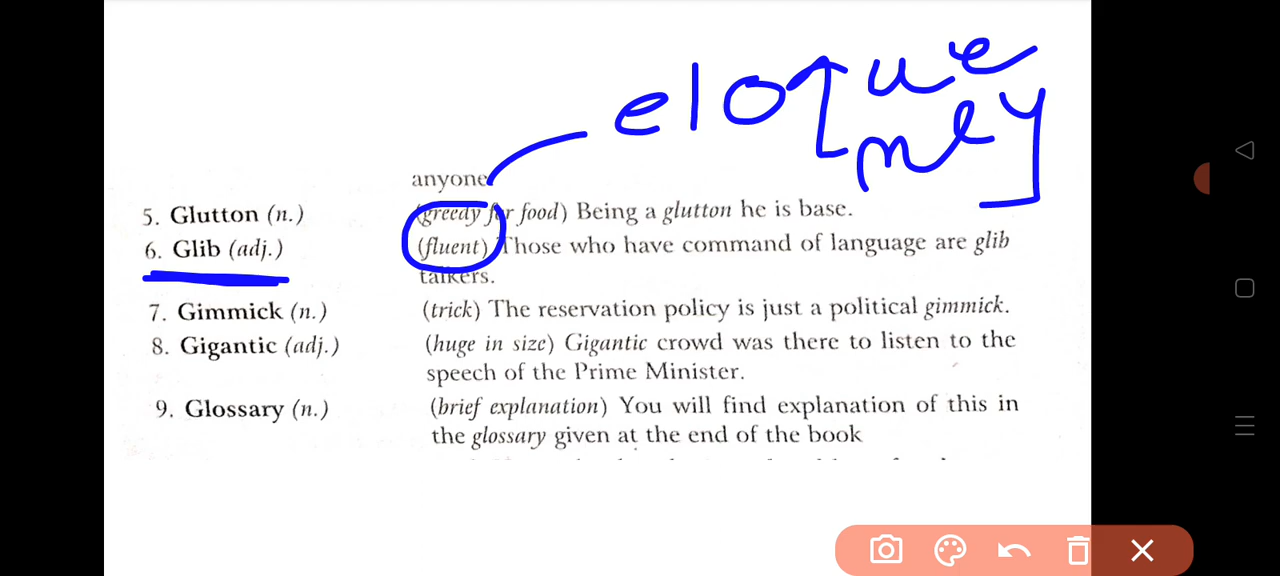 eloque
ney
anyone
5. Glutton (n.) (greedy for food) Being a glutton he is base.
6. Glib (adj.) (fluent) Those who have command of language are glib
talkers.
7. Gimmick (n.) (trick) The reservation policy is just a political gimmick.
8. Gigantic (adj.) (huge in size) Gigantic crowd was there to listen to the
speech of the Prime Minister.
9. Glossary (n.) (brief explanation) You will find explanation of this in
the glossary given at the end of the book